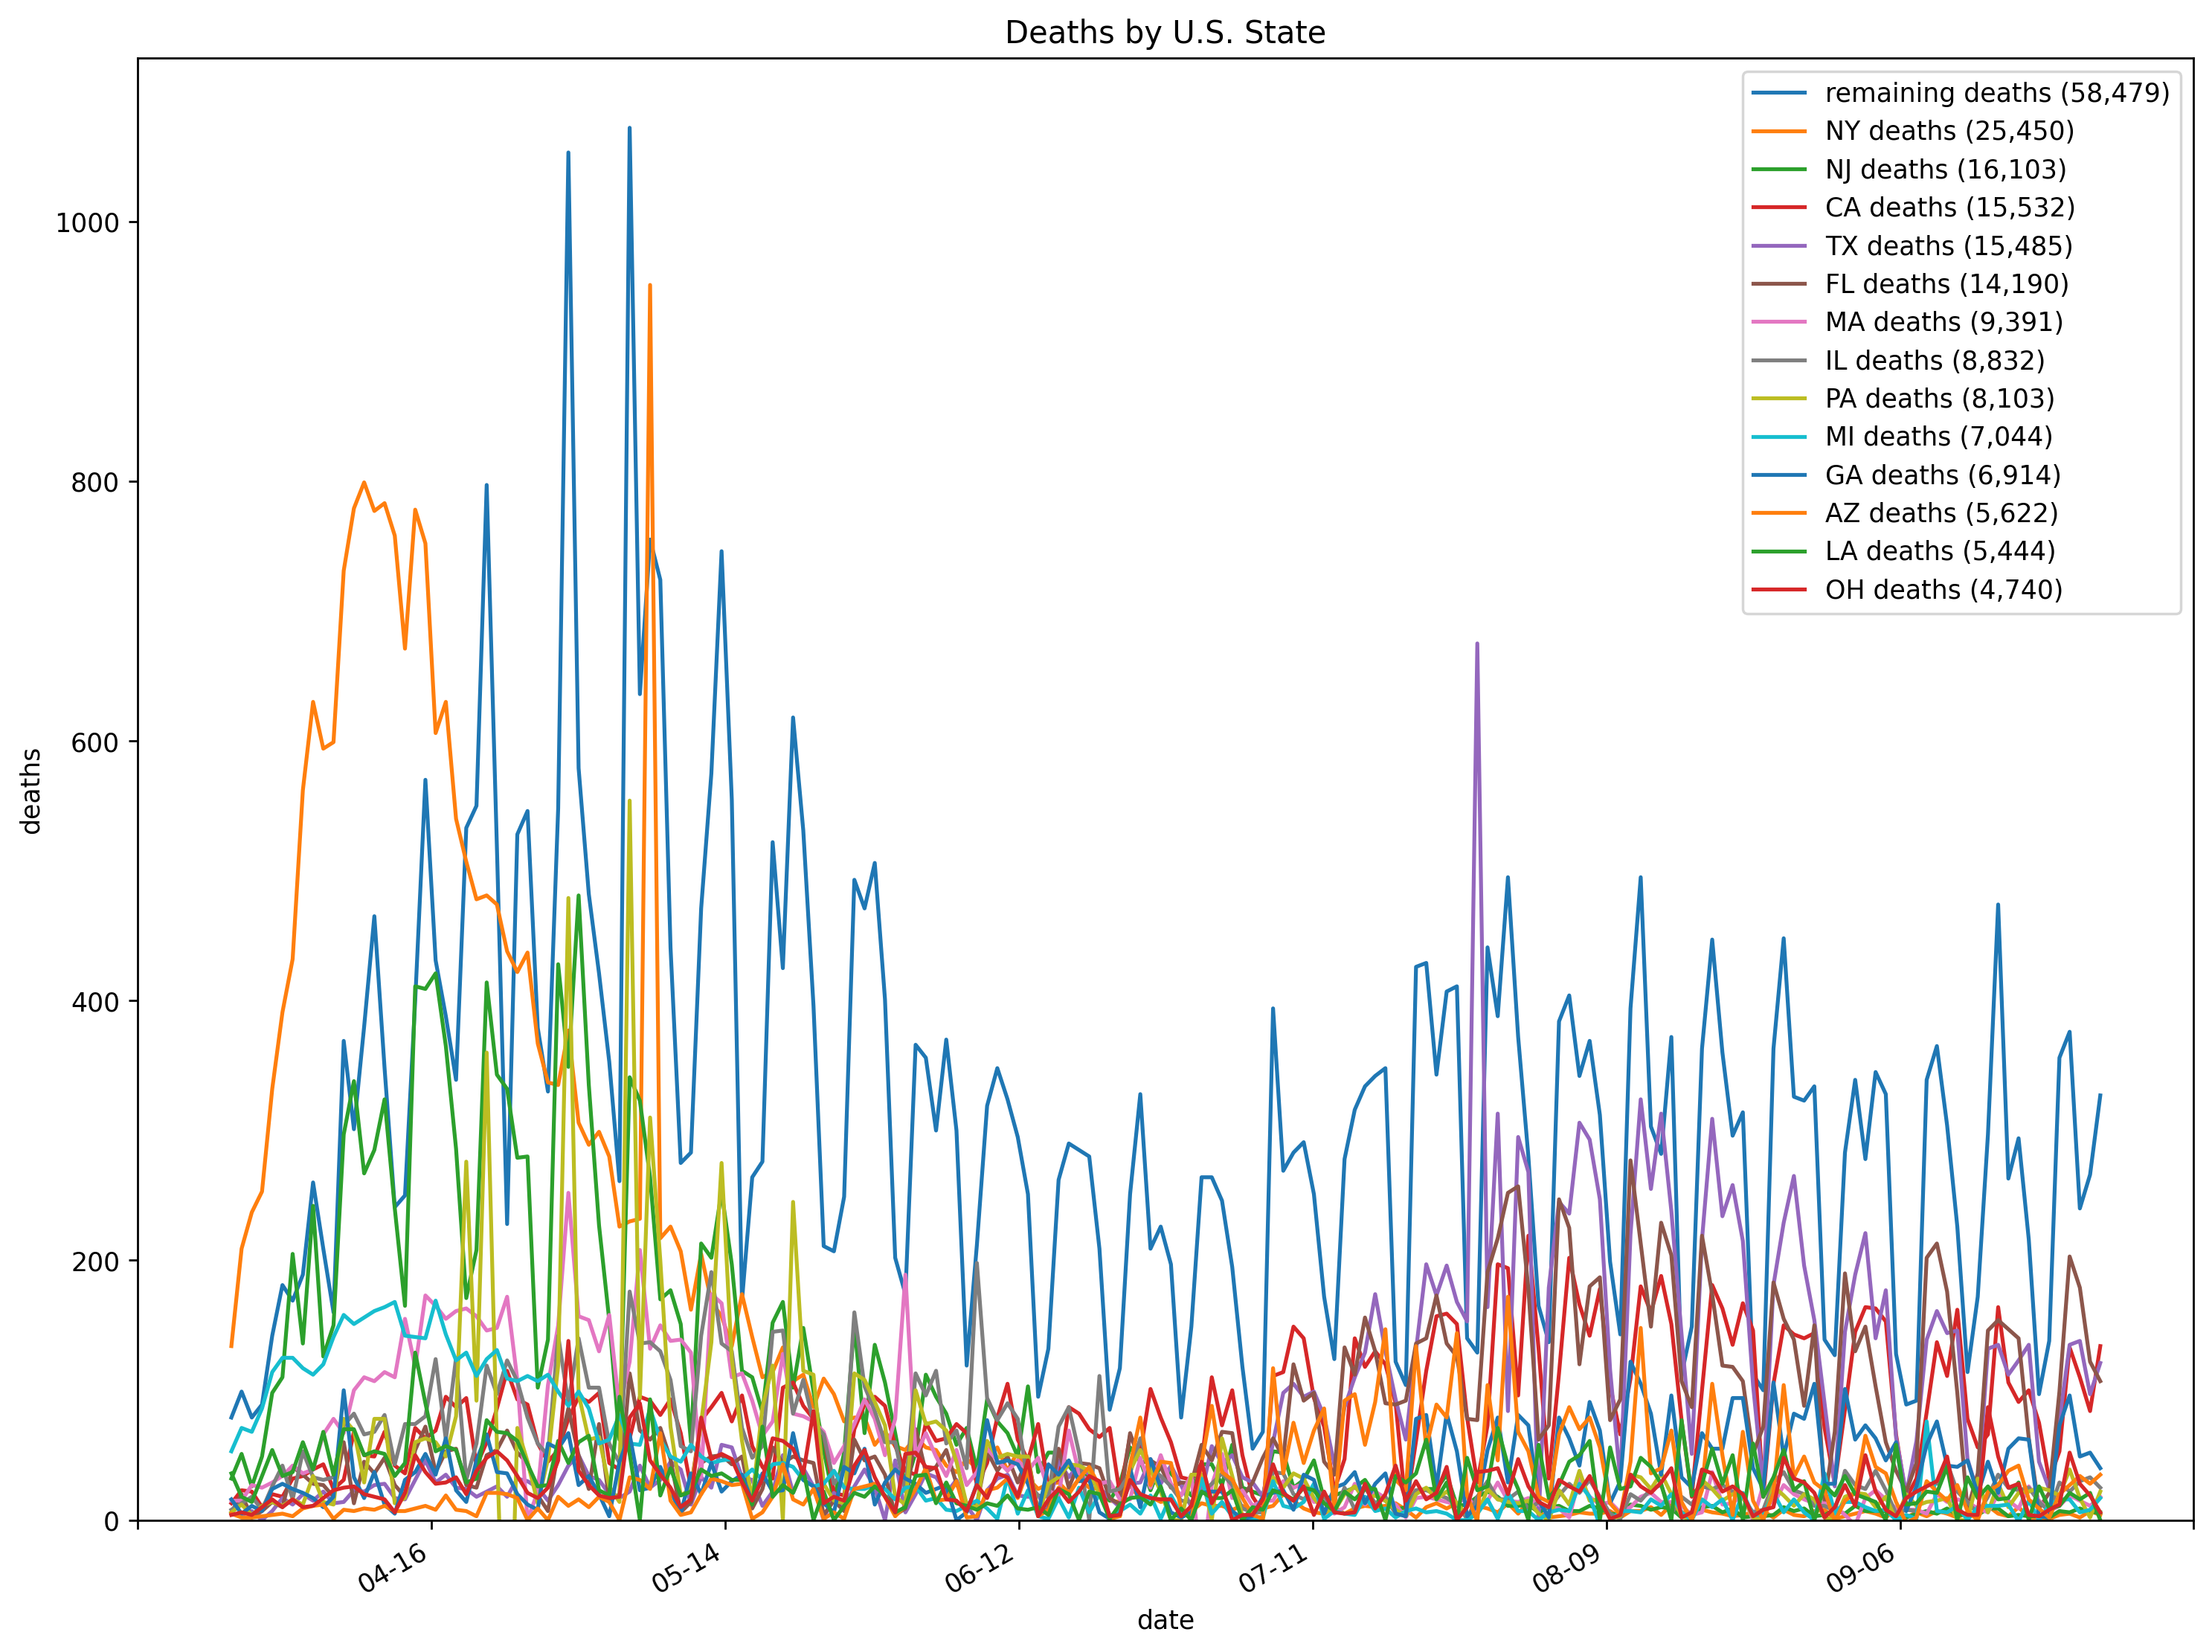 Deaths by U.S. State
remaining deaths (58,479)
NY deaths (25,450)
NJ deaths (16,103)
CA deaths (15,532)
TX deaths (15,485)
FL deaths (14,190)
MA deaths (9,391)
IL deaths (8,832)
PA deaths (8,103)
MI deaths (7,044)
GA deaths (6,914)
AZ deaths (5,622)
LA deaths (5,444)
OH deaths (4,740)
1000
800
600
400
200
0
deaths
04-16
05-14
06-12
07-11
08-09
09-06
date